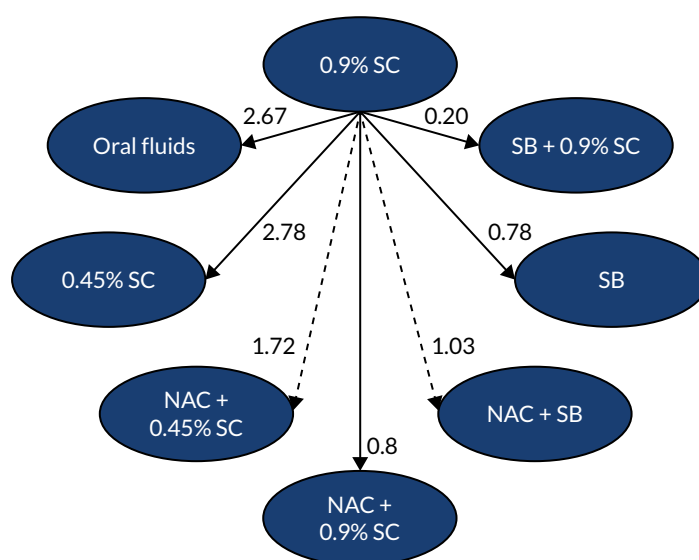 0.9% SC
2.67
0.20
Oral fluids
SB + 0.9% SC
2.78
0.78
0.45% SC
SB
1.72
1.03
NAC +
0.45% SC
NAC + SB
0.8
NAC +
0.9% SC